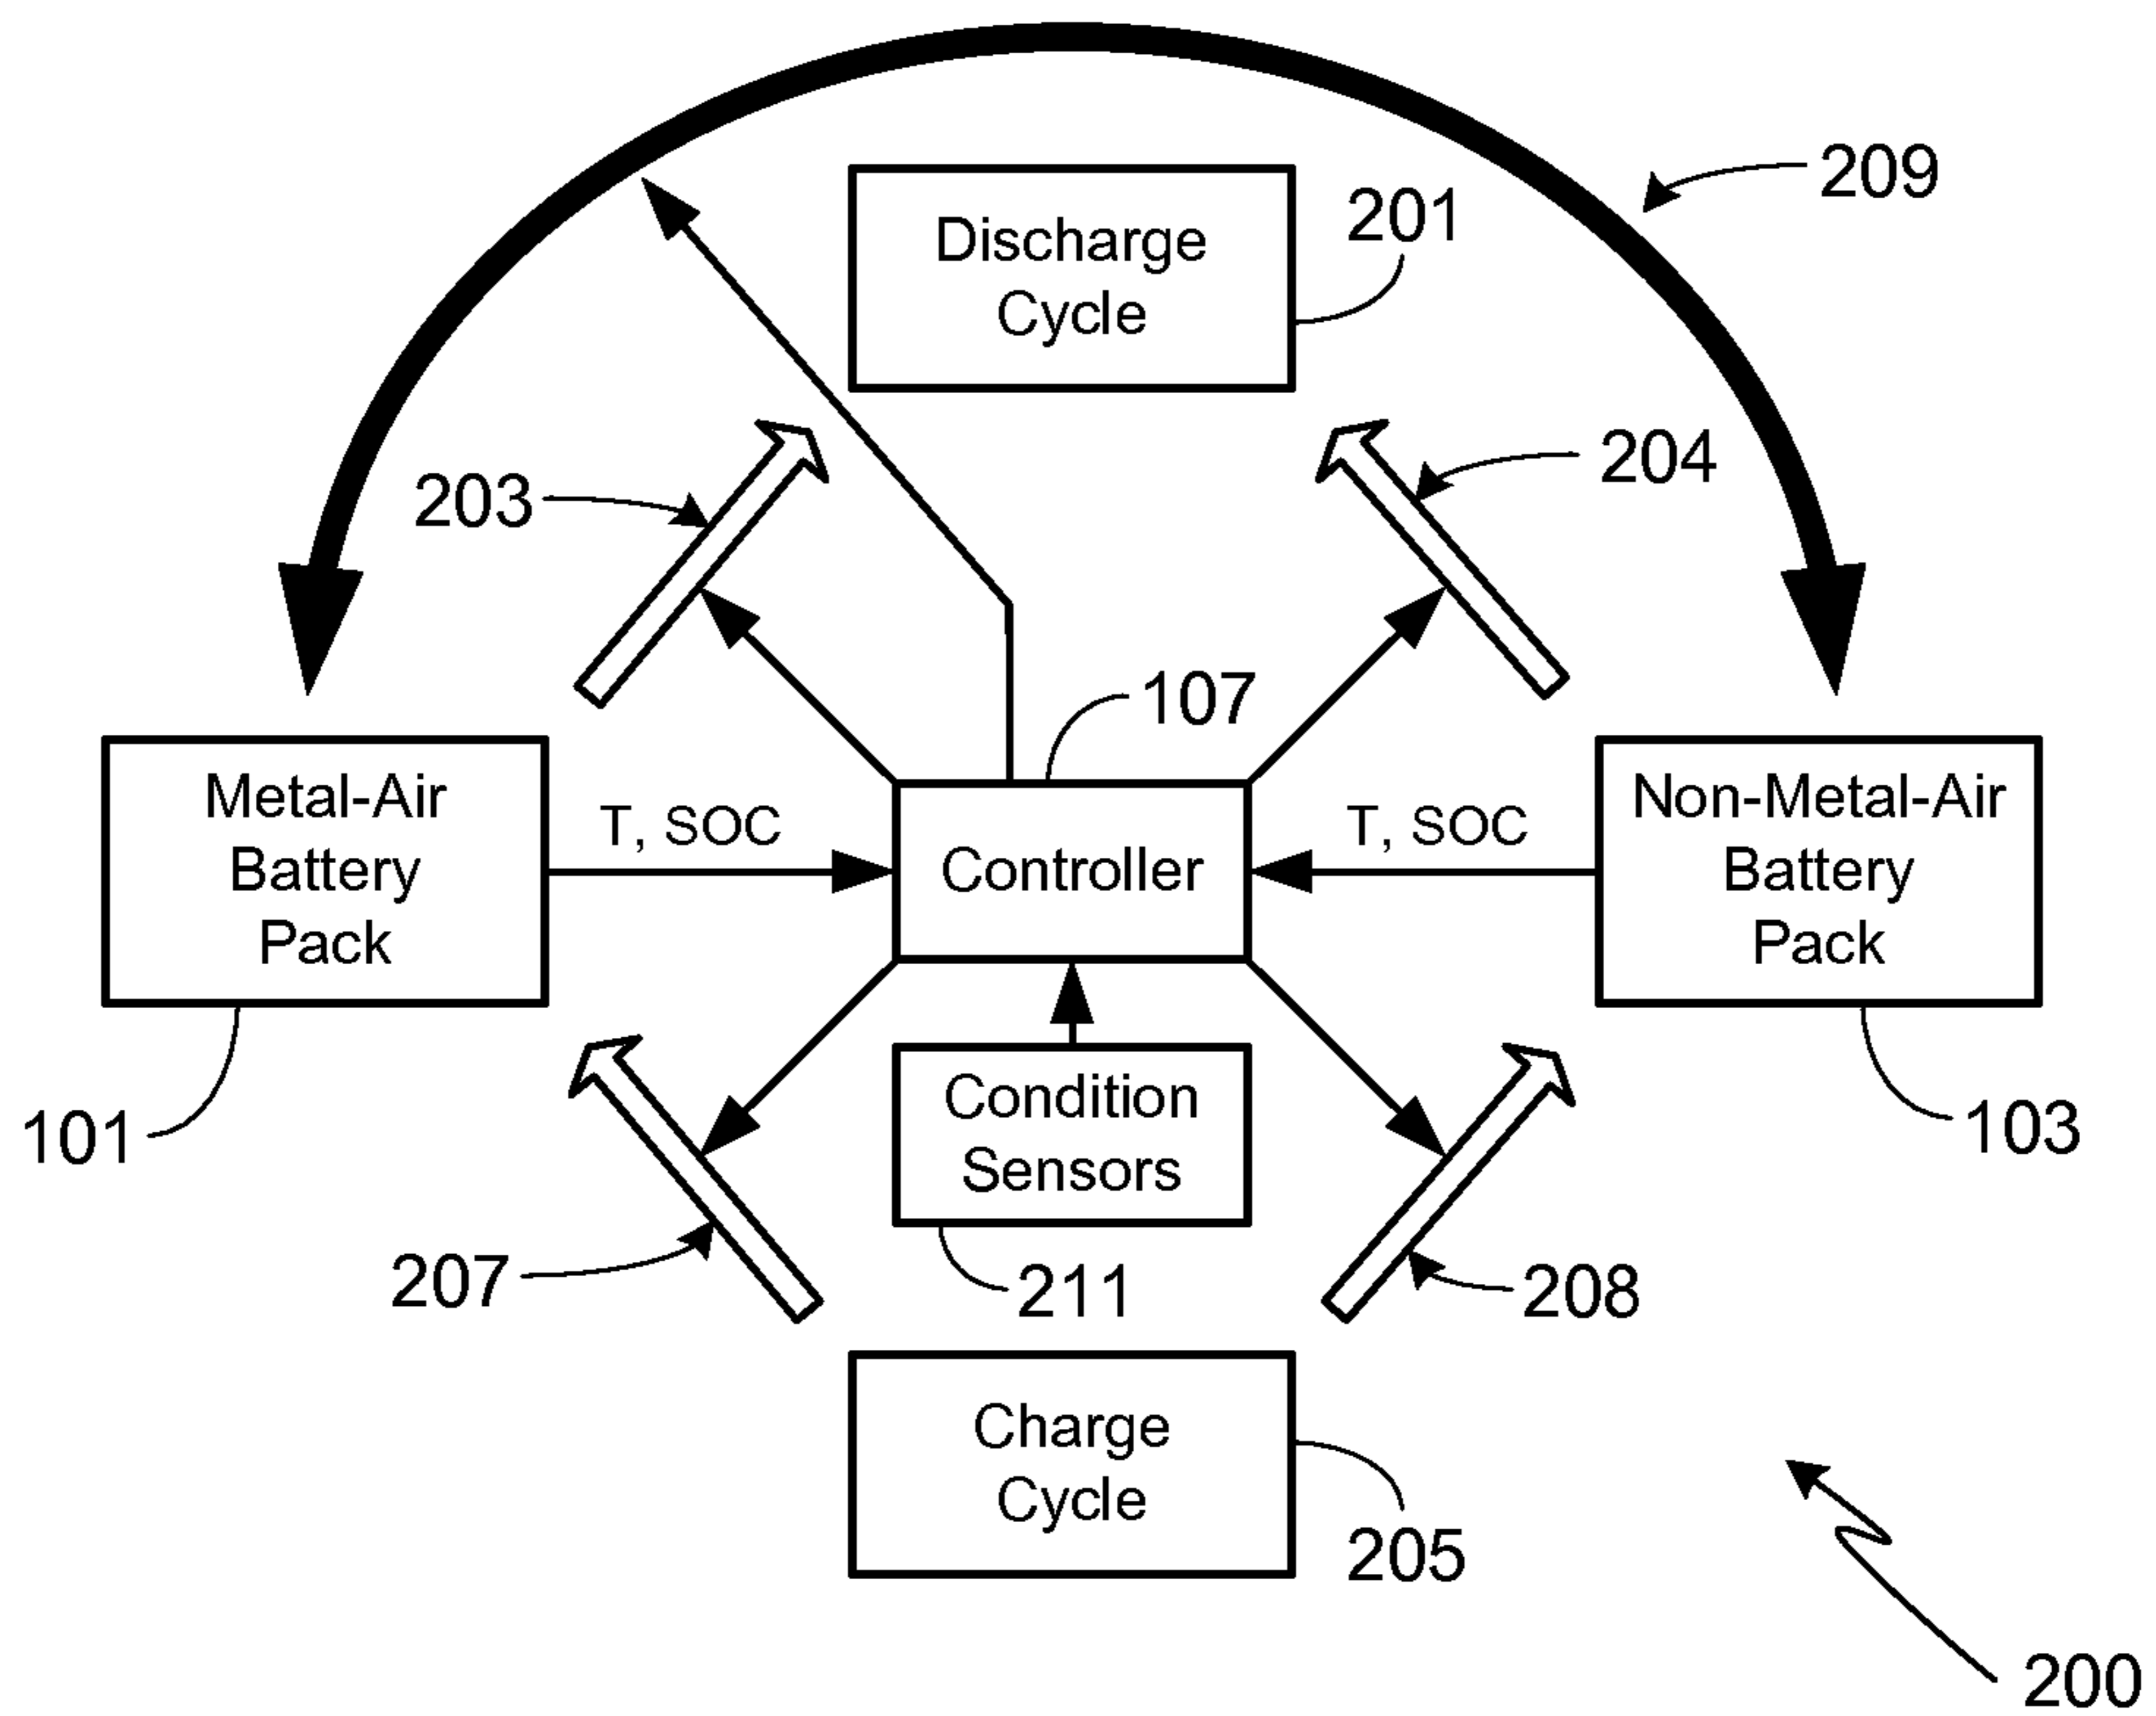 209
Discharge
Cycle
201
203
204
107
Metal-Air
Battery
Pack
T, SOC
Controller
T, SOC
Non-Metal-Air
Battery
Pack
101
Condition
Sensors
103
207
211
208
Charge
Cycle
205
200